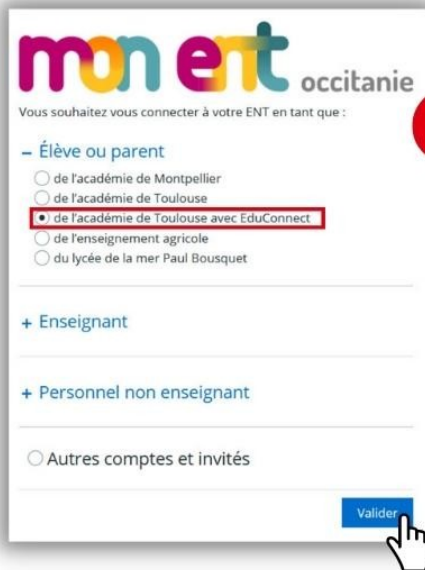 mon ent occitanie
Vous souhaitez vous connecter à votre ENT en tant que :
– Élève ou parent
de l'académie de Montpellier
de l'académie de Toulouse
de l'académie de Toulouse avec EduConnect
de l'enseignement agricole
du lycée de la mer Paul Bousquet
+ Enseignant
+ Personnel non enseignant
Autres comptes et invités
Valider